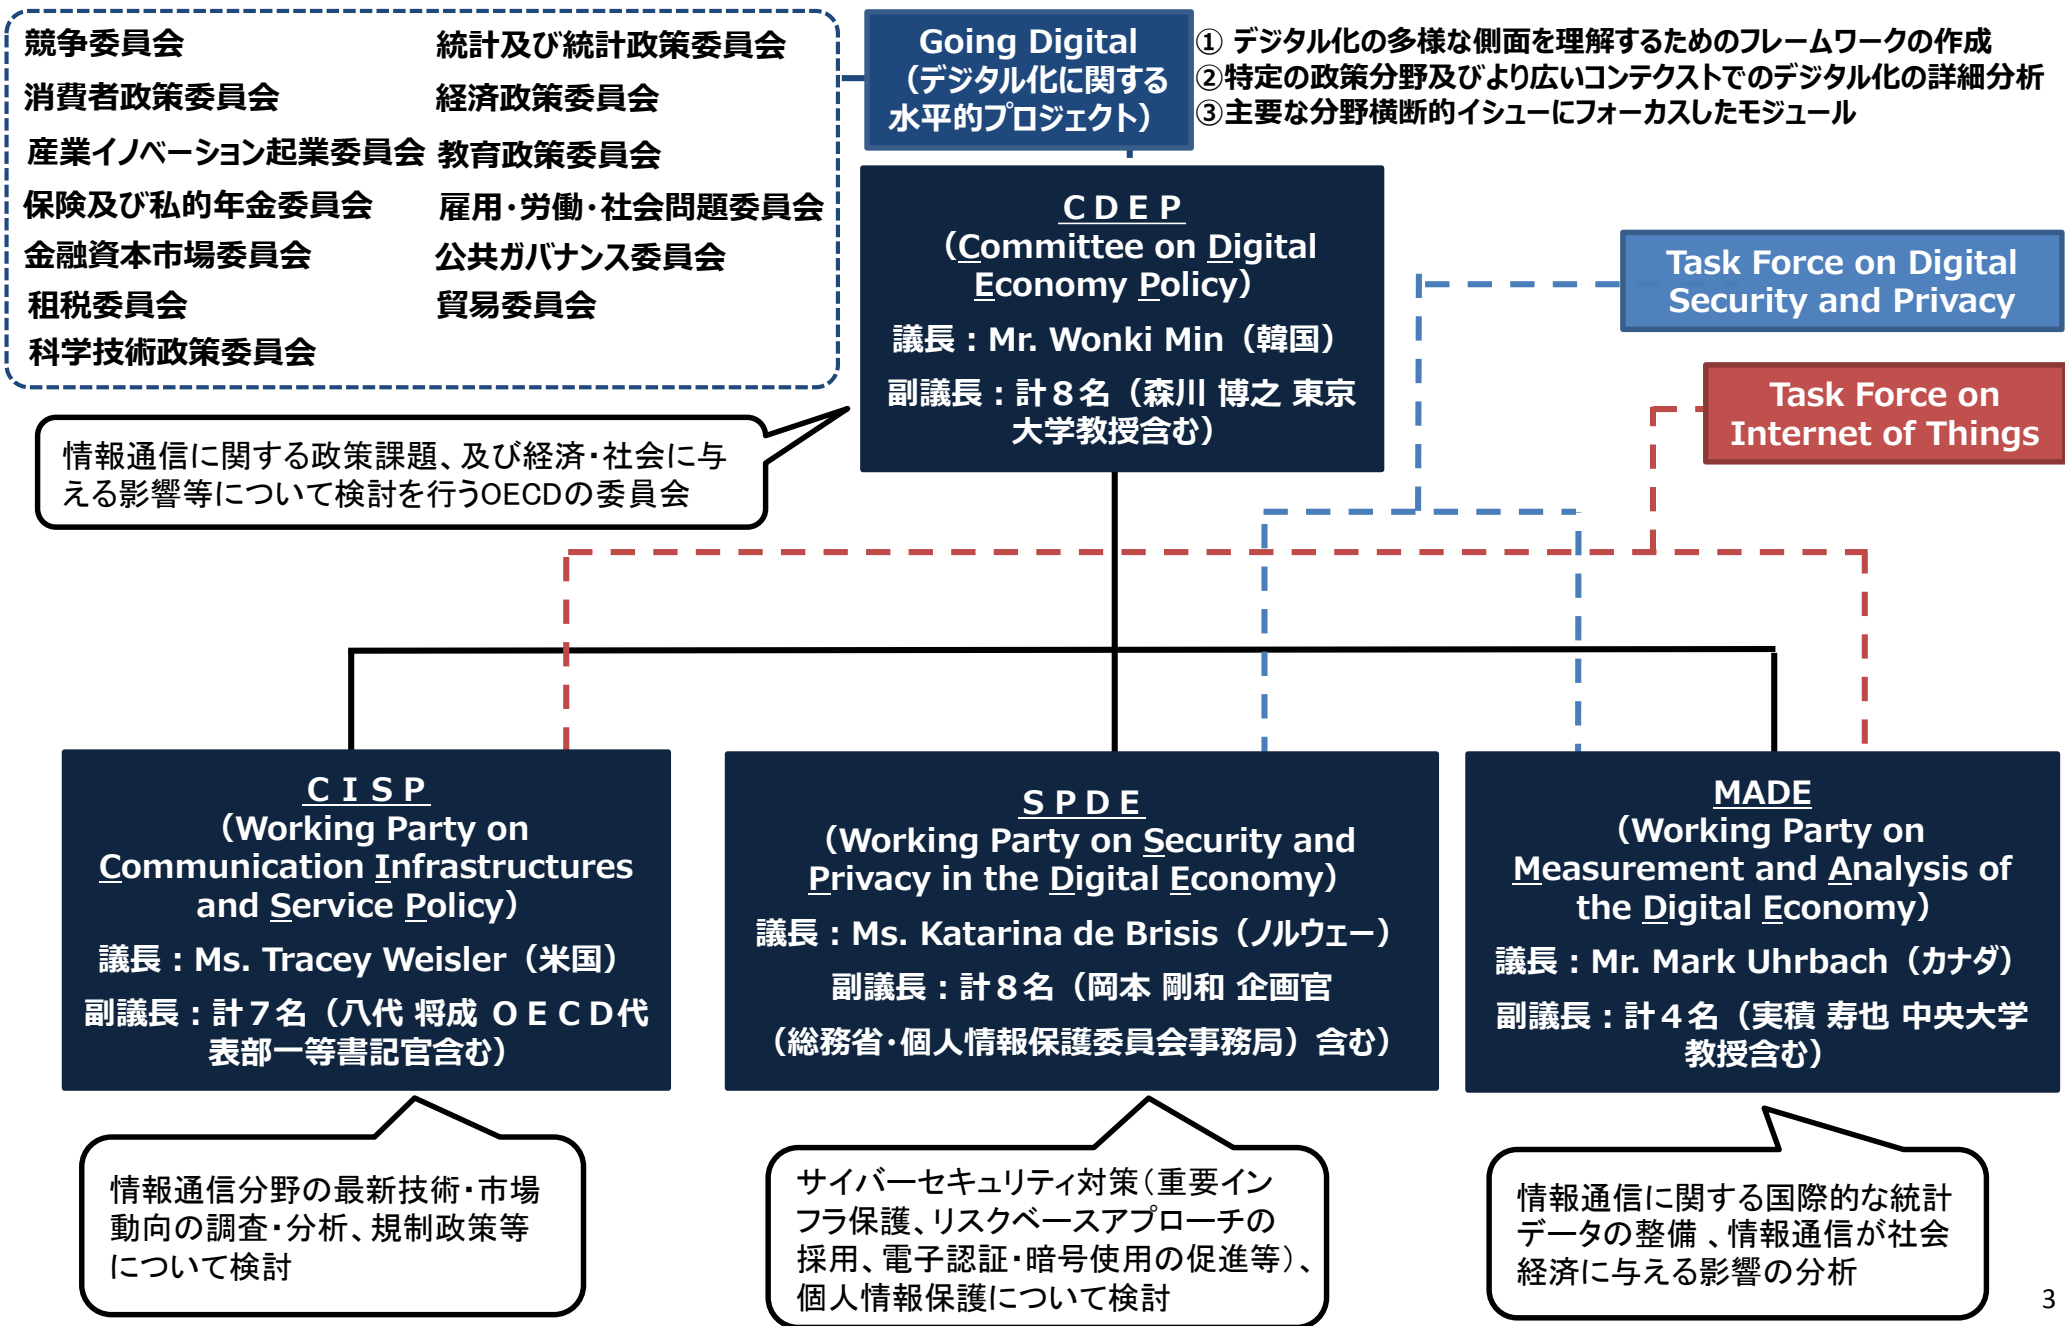 競争委員会
統計及び統計政策委員会
消費者政策委員会
経済政策委員会
産業イノベーション起業委員会
教育政策委員会
保険及び私的年金委員会
雇用・労働・社会問題委員会
金融資本市場委員会
公共ガバナンス委員会
租税委員会
貿易委員会
科学技術政策委員会
Going Digital
（デジタル化に関する
水平的プロジェクト）
① デジタル化の多様な側面を理解するためのフレームワークの作成
②特定の政策分野及びより広いコンテクストでのデジタル化の詳細分析
③主要な分野横断的イシューにフォーカスしたモジュール
ＣＤＥＰ
（Committee on Digital
Economy Policy）
議長：Mr. Wonki Min（韓国）
副議長：計８名（森川 博之 東京
大学教授含む）
Task Force on Digital
Security and Privacy
Task Force on
Internet of Things
情報通信に関する政策課題、及び経済・社会に与
える影響等について検討を行うOECDの委員会
ＣＩＳＰ
（Working Party on
Communication Infrastructures
and Service Policy）
議長：Ms. Tracey Weisler（米国）
副議長：計７名（八代 将成 ＯＥＣＤ代
表部一等書記官含む）
ＳＰＤＥ
（Working Party on Security and
Privacy in the Digital Economy）
議長：Ms. Katarina de Brisis（ノルウェー）
副議長：計８名（岡本 剛和 企画官
（総務省・個人情報保護委員会事務局）含む）
MADE
（Working Party on
Measurement and Analysis of
the Digital Economy）
議長：Mr. Mark Uhrbach（カナダ）
副議長：計４名（実積 寿也 中央大学
教授含む）
情報通信分野の最新技術・市場
動向の調査・分析、規制政策等
について検討
サイバーセキュリティ対策（重要イン
フラ保護、リスクベースアプローチの
採用、電子認証・暗号使用の促進等）、
個人情報保護について検討
情報通信に関する国際的な統計
データの整備 、情報通信が社会
経済に与える影響の分析
3